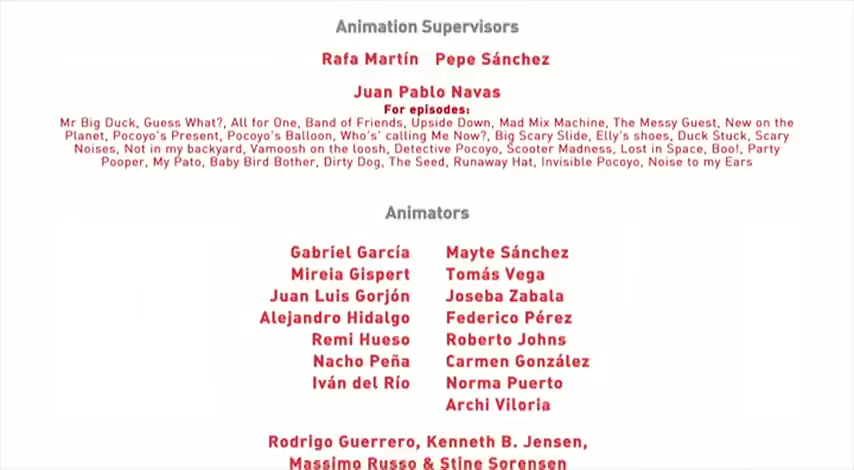 Animation Supervisors
Rafa Martín Pepe Sánchez
Juan Pablo Navas
For episodes:
Mr Big Duck, Guess What?, All for One, Band of Friends, Upside Down, Mad Mix Machine, The Messy Guest, New on the
Planet, Pocoyo's Present, Pocoyo's Balloon, Who's' calling Me Now?, Big Scary Slide, Elly's shoes, Duck Stuck, Scary
Noises, Not in my backyard, Vamoosh on the loosh, Detective Pocoyo, Scooter Madness, Lost in Space, Boo!, Party
Pooper, My Pato, Baby Bird Bother, Dirty Dog, The Seed, Runaway Hat, Invisible Pocoyo, Noise to my Ears
Animators
Gabriel García Mayte Sánchez
Mireia Gispert Tomás Vega
Juan Luis Gorjón Joseba Zabala
Alejandro Hidalgo Federico Pérez
Remi Hueso Roberto Johns
Nacho Peña Carmen González
Iván del Río Norma Puerto
Archi Viloria
Rodrigo Guerrero, Kenneth B. Jensen,
Massimo Russo & Stine Sorensen